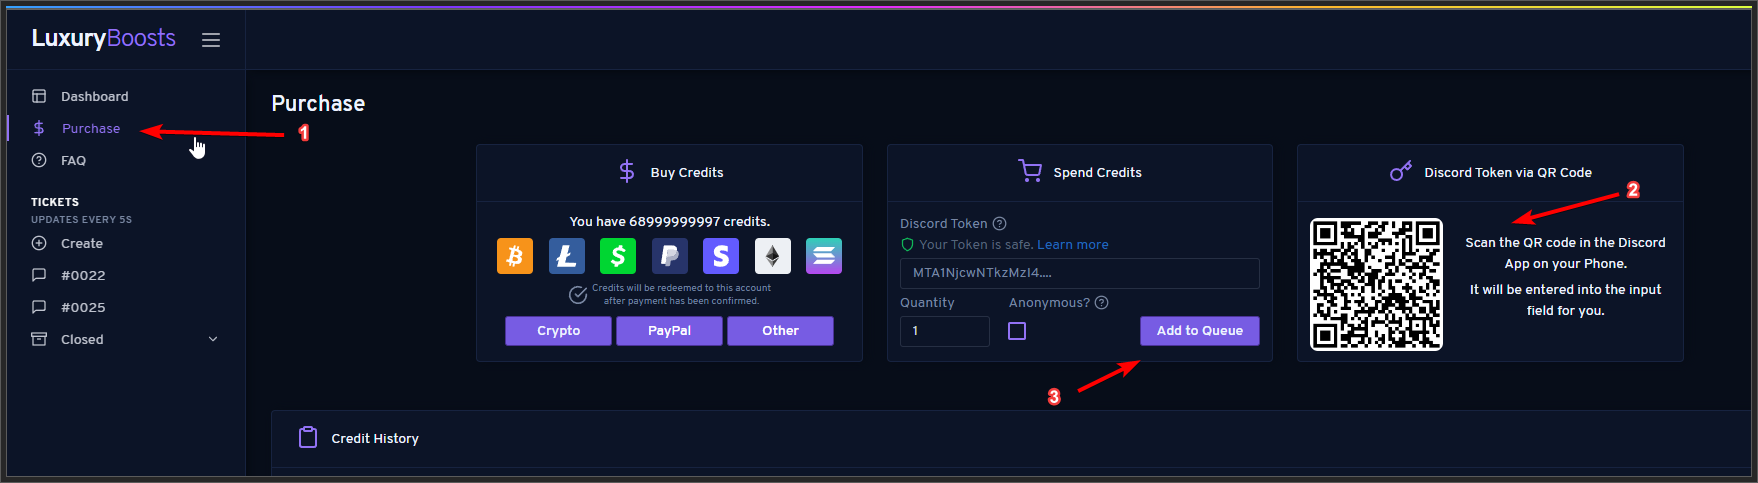 LuxuryBoosts
Dashboard
Purchase
FAQ
TICKETS
UPDATES EVERY 5S
Create
#0022
#0025
Closed
1
Purchase
Buy Credits
You have 68999999997 credits.
Credits will be redeemed to this account
after payment has been confirmed.
Crypto
PayPal
Other
Spend Credits
Discord Token
Your Token is safe. Learn more
MTA1NjcwNTkzMzI4....
Quantity
Anonymous?
1
Add to Queue
3
Discord Token via QR Code
2
Scan the QR code in the Discord
App on your Phone.
It will be entered into the input
field for you.
Credit History